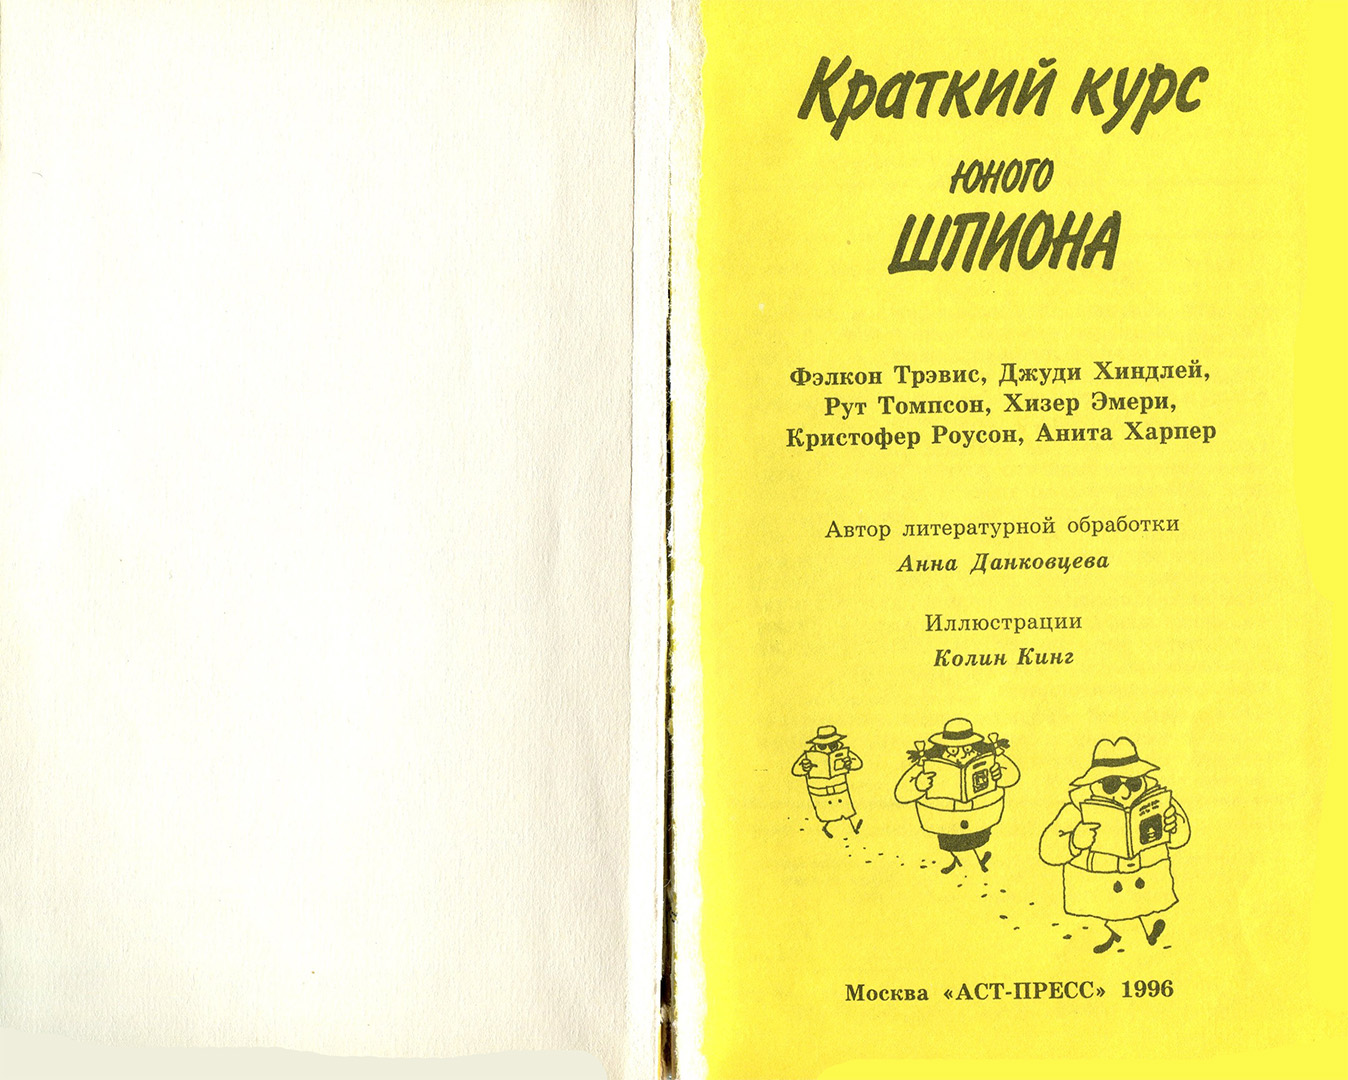 Краткий курс
юного
ШПИОНА
Фэлкон Трэвис, Джуди Хиндлей,
Рут Томпсон, Хизер Эмери,
Кристофер Роусон, Анита Харпер
Автор литературной обработки
Анна Данковцева
Иллюстрации
Колин Кинг
Москва «АСТ-ПРЕСС» 1996